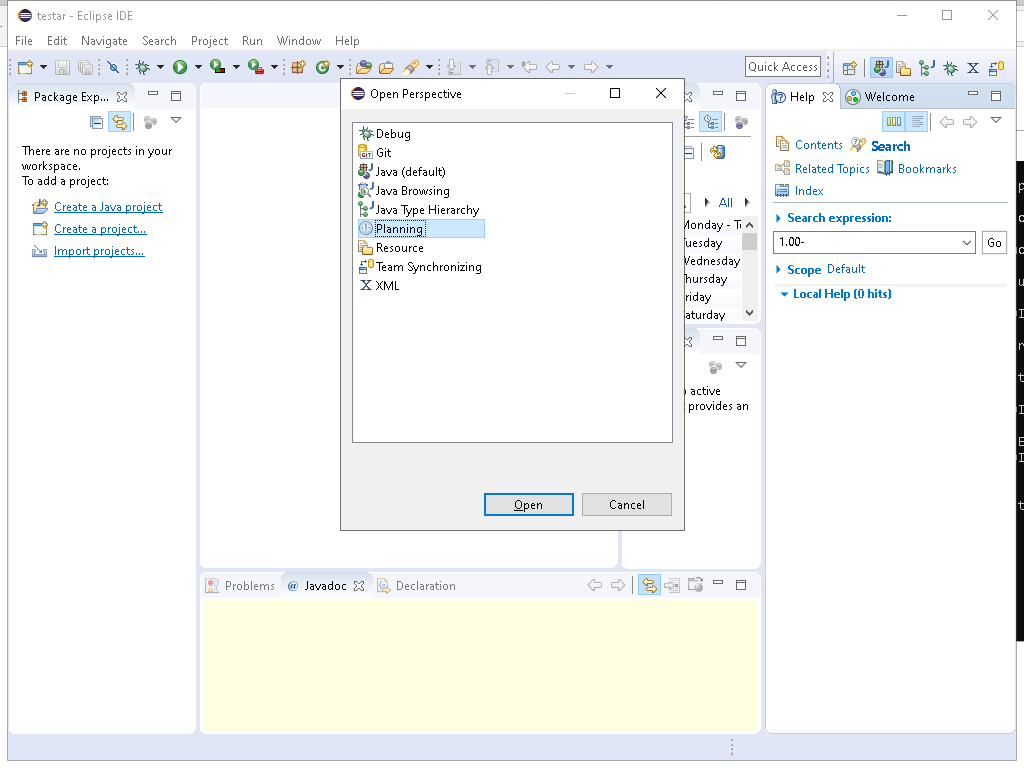 testar - Eclipse IDE
File Edit Navigate Search Project Run Window Help
Quick Access
Package Exp...
There are no projects in your
workspace.
To add a project:
Create a Java project
Create a project...
Import projects...
Open Perspective
Debug
GIT Git
Java (default)
Java Browsing
Java Type Hierarchy
Planning
Resource
Team Synchronizing
X XML
Open Cancel
All
Monday - T
uesday
Wednesday
hursday
riday
aturday
active
provides an
Problems @ Javadoc Declaration
Help Welcome
Contents Search
Related Topics Bookmarks
Index
Search expression:
1.00- Go
Scope Default
Local Help (0 hits)